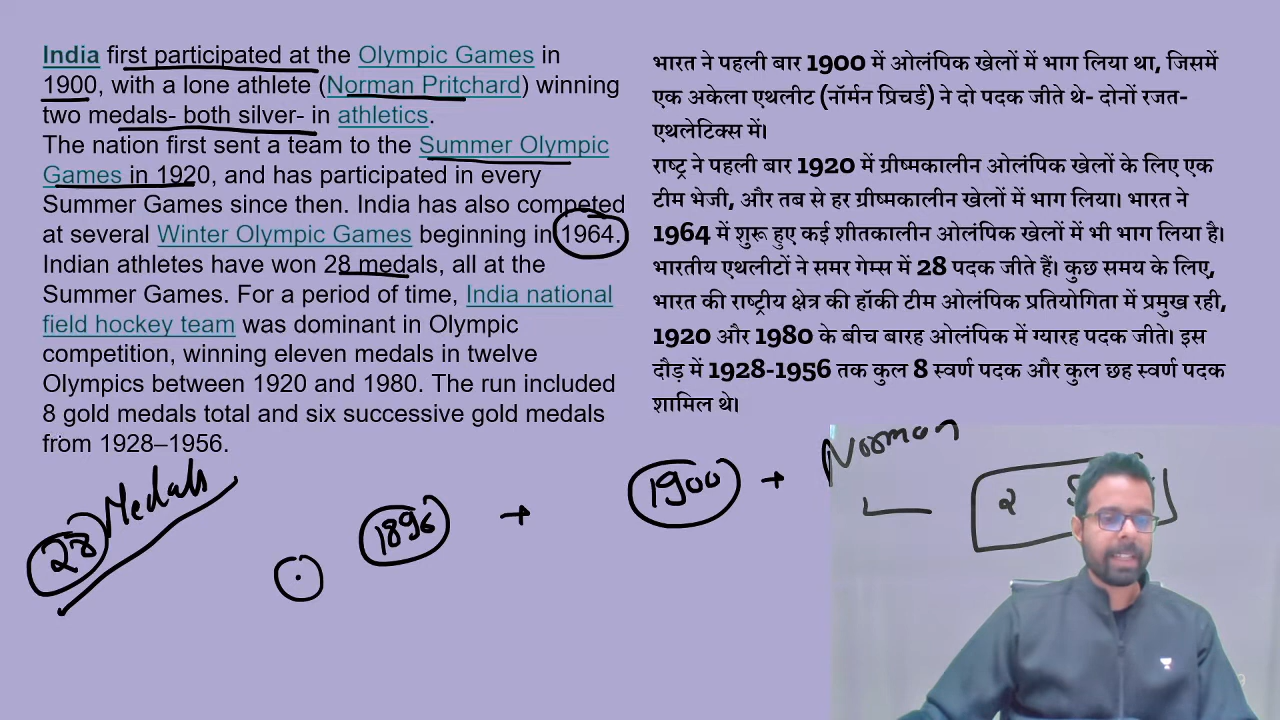 India first participated at the Olympic Games in
1900, with a lone athlete (Norman Pritchard) winning
two medals- both silver- in athletics.
The nation first sent a team to the Summer Olympic
Games in 1920, and has participated in every
Summer Games since then. India has also competed
at several Winter Olympic Games beginning in 1964.
Indian athletes have won 28 medals, all at the
Summer Games. For a period of time, India national
field hockey team was dominant in Olympic
competition, winning eleven medals in twelve
Olympics between 1920 and 1980. The run included
8 gold medals total and six successive gold medals
from 1928–1956.
भारत ने पहली बार 1900 में ओलंपिक खेलों में भाग लिया था, जिसमें
एक अकेला एथलीट (नॉर्मन प्रिचर्ड) ने दो पदक जीते थे- दोनों रजत-
एथलेटिक्स में।
राष्ट्र ने पहली बार 1920 में ग्रीष्मकालीन ओलंपिक खेलों के लिए एक
टीम भेजी, और तब से हर ग्रीष्मकालीन खेलों में भाग लिया। भारत ने
1964 में शुरू हुए कई शीतकालीन ओलंपिक खेलों में भी भाग लिया है।
भारतीय एथलीटों ने समर गेम्स में 28 पदक जीते हैं। कुछ समय के लिए,
भारत की राष्ट्रीय क्षेत्र की हॉकी टीम ओलंपिक प्रतियोगिता में प्रमुख रही,
1920 और 1980 के बीच बारह ओलंपिक में ग्यारह पदक जीते। इस
दौड़ में 1928-1956 तक कुल 8 स्वर्ण पदक और कुल छह स्वर्ण पदक
शामिल थे।
28 Medals
1896 → 1900 → Norman
2